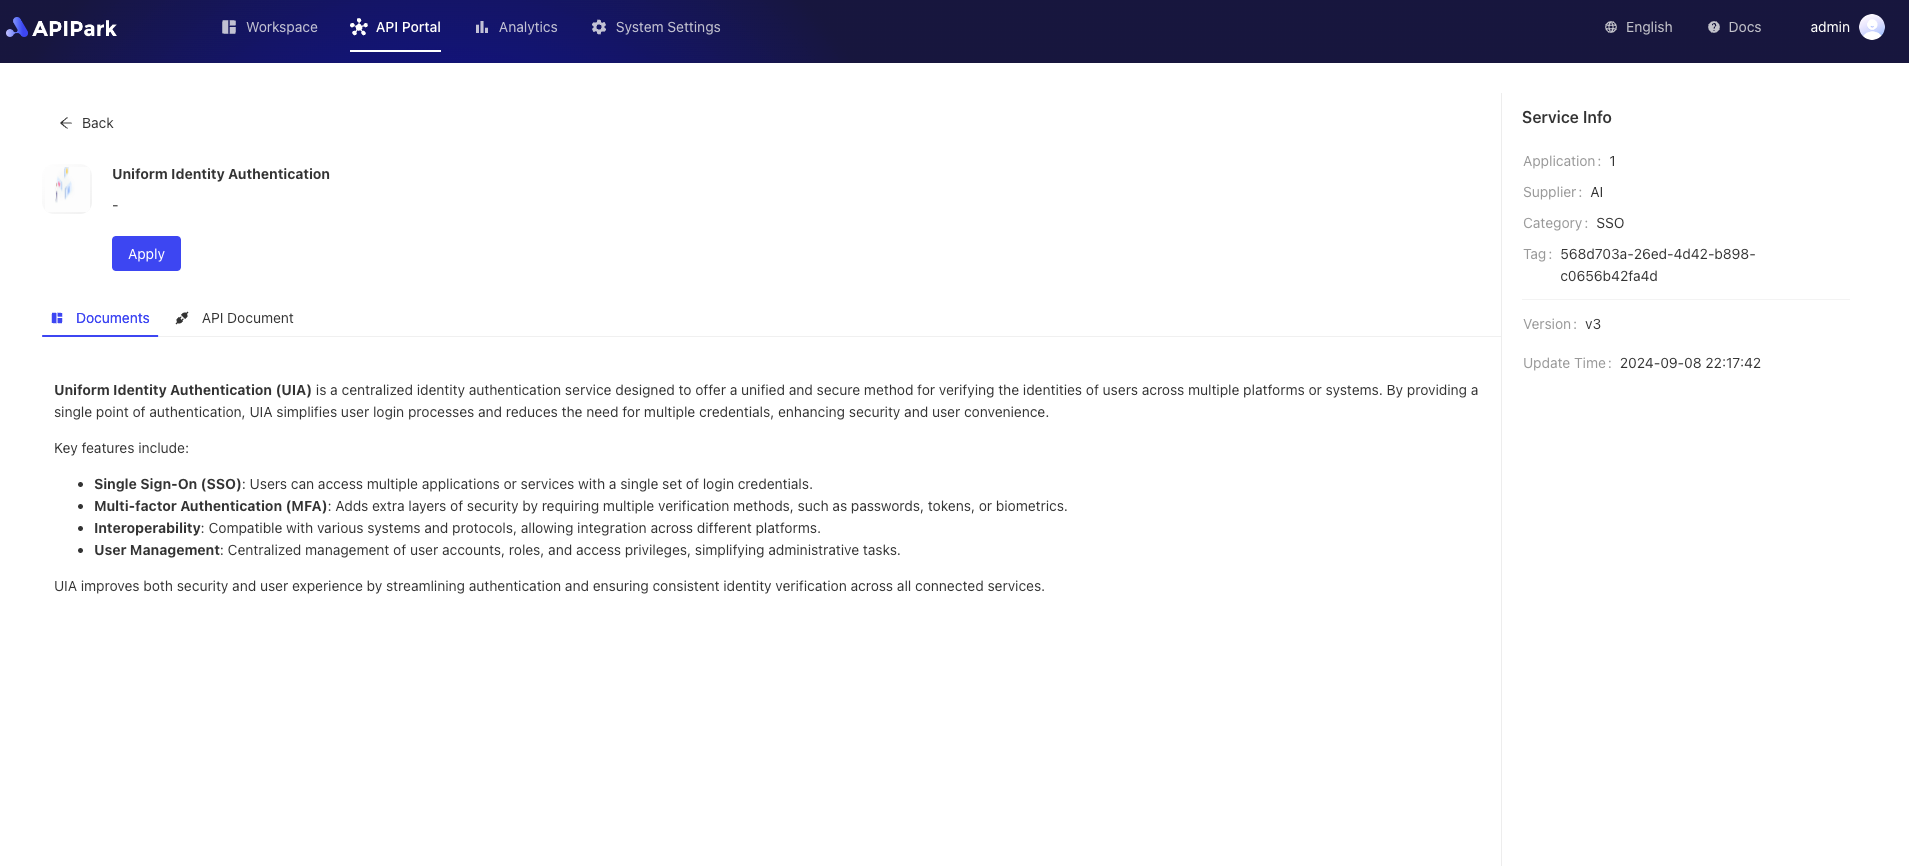 APIPark
Workspace
API Portal
Analytics
System Settings
English
Docs
admin
Back
Uniform Identity Authentication
-
Apply
Documents
API Document
Uniform Identity Authentication (UIA) is a centralized identity authentication service designed to offer a unified and secure method for verifying the identities of users across multiple platforms or systems. By providing a
single point of authentication, UIA simplifies user login processes and reduces the need for multiple credentials, enhancing security and user convenience.
Key features include:
• Single Sign-On (SSO): Users can access multiple applications or services with a single set of login credentials.
• Multi-factor Authentication (MFA): Adds extra layers of security by requiring multiple verification methods, such as passwords, tokens, or biometrics.
• Interoperability: Compatible with various systems and protocols, allowing integration across different platforms.
• User Management: Centralized management of user accounts, roles, and access privileges, simplifying administrative tasks.
UIA improves both security and user experience by streamlining authentication and ensuring consistent identity verification across all connected services.
Service Info
Application: 1
Supplier: AI
Category: SSO
Tag: 568d703a-26ed-4d42-b898-
c0656b42fa4d
Version: v3
Update Time: 2024-09-08 22:17:42